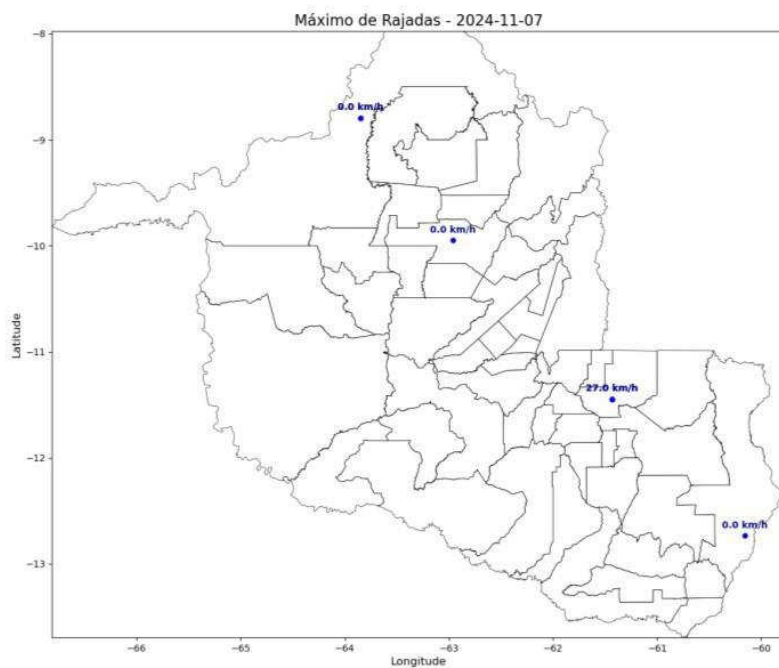 Máximo de Rajadas - 2024-11-07
−8
0.0 km/h
−9
0.0 km/h
−10
Latitude
−11
27.0 km/h
−12
0.0 km/h
−13
−66 −65 −64 −63 −62 −61 −60
Longitude